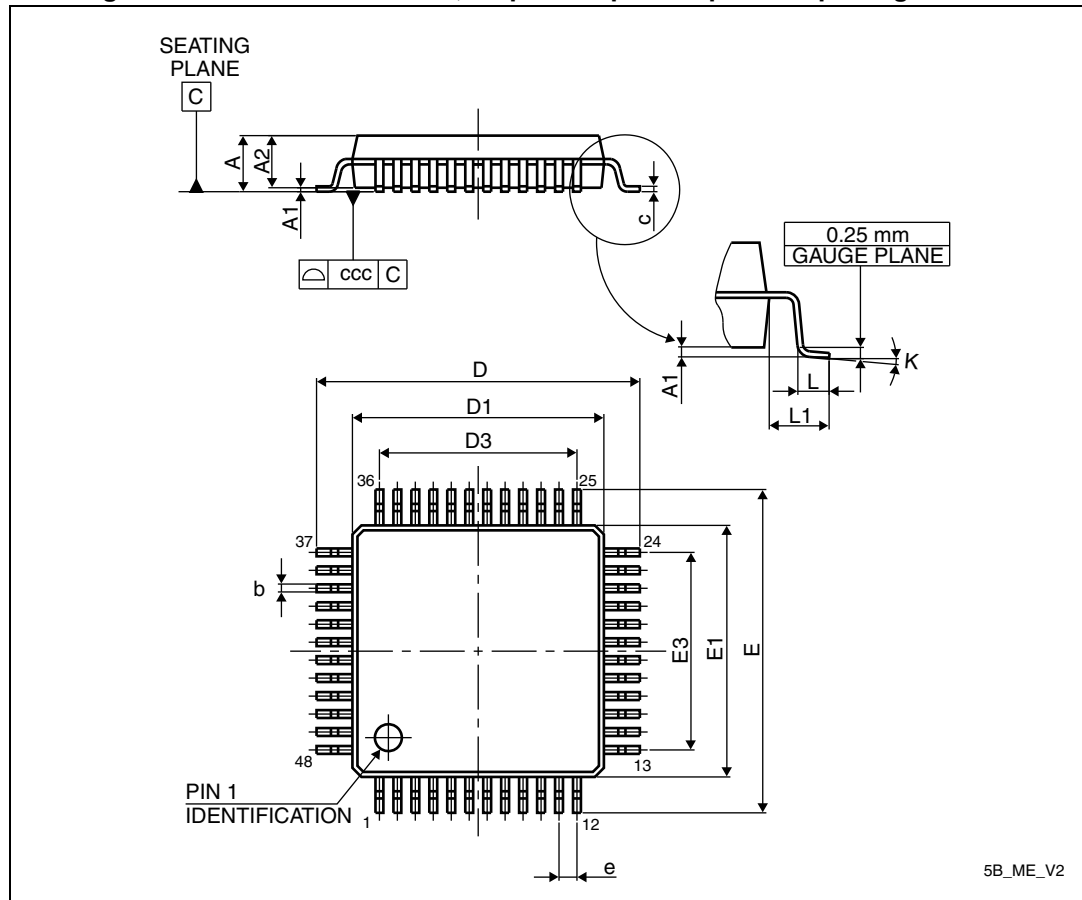 SEATING
PLANE
C
A
A2
A1
c
ccc C
0.25 mm
GAUGE PLANE
A1
K
L
L1
D
D1
D3
36
25
37
24
b
E3
E1
E
48
13
PIN 1
IDENTIFICATION
1
12
e
5B_ME_V2